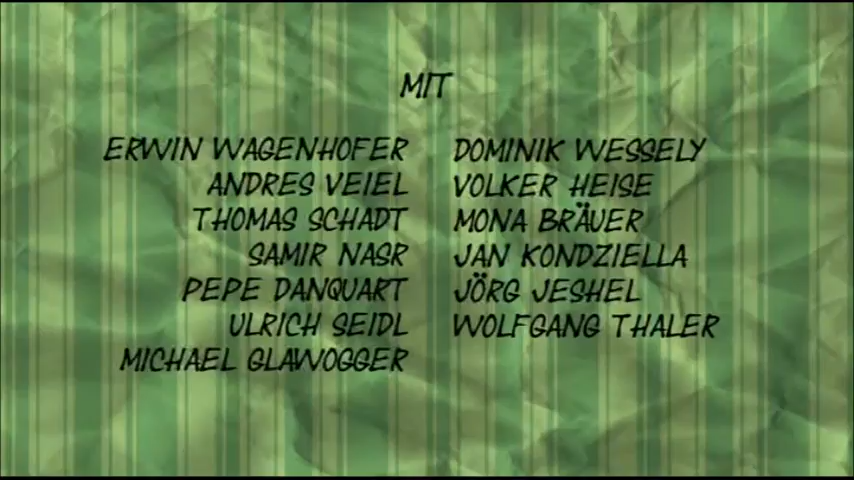 MIT
ERWIN WAGENHOFER
ANDRES VEIEL
THOMAS SCHADT
SAMIR NASR
PEPE DANQUART
ULRICH SEIDL
MICHAEL GLAWOGGER
DOMINIK WESSELY
VOLKER HEISE
MONA BRÄUER
JAN KONDZIELLA
JÖRG JESHEL
WOLFGANG THALER